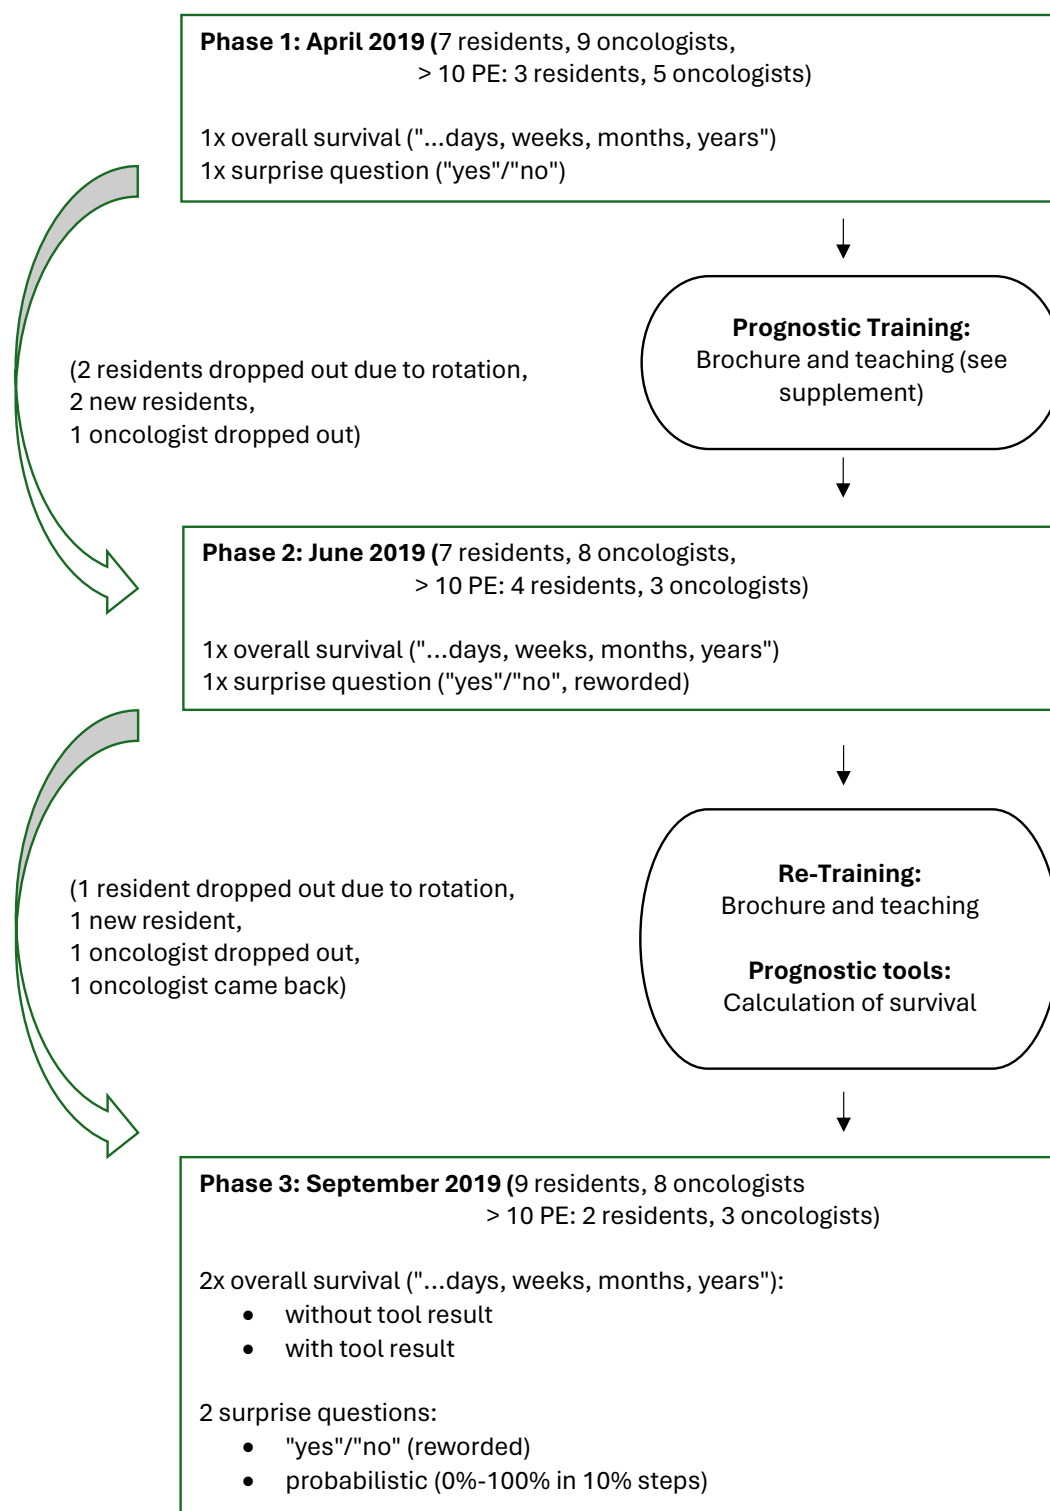 Phase 1: April 2019 (7 residents, 9 oncologists,
> 10 PE: 3 residents, 5 oncologists)
1x overall survival ("...days, weeks, months, years")
1x surprise question ("yes"/"no")
Prognostic Training:
Brochure and teaching (see
supplement)
(2 residents dropped out due to rotation,
2 new residents,
1 oncologist dropped out)
Phase 2: June 2019 (7 residents, 8 oncologists,
> 10 PE: 4 residents, 3 oncologists)
1x overall survival ("...days, weeks, months, years")
1x surprise question ("yes"/"no", reworded)
Re-Training:
Brochure and teaching
Prognostic tools:
Calculation of survival
(1 resident dropped out due to rotation,
1 new resident,
1 oncologist dropped out,
1 oncologist came back)
Phase 3: September 2019 (9 residents, 8 oncologists
> 10 PE: 2 residents, 3 oncologists)
2x overall survival ("...days, weeks, months, years"):
• without tool result
• with tool result
2 surprise questions:
• "yes"/"no" (reworded)
• probabilistic (0%-100% in 10% steps)